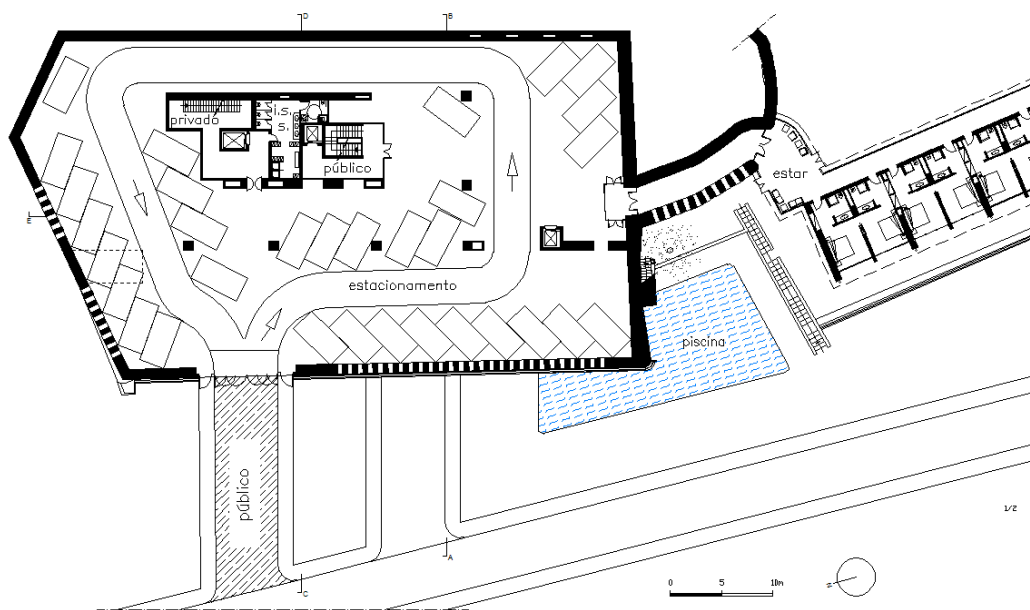 D
B
privado
i.s.
s.
público
estar
E
estacionamento
piscina
público
1/2
A
N
0 5 10m
C